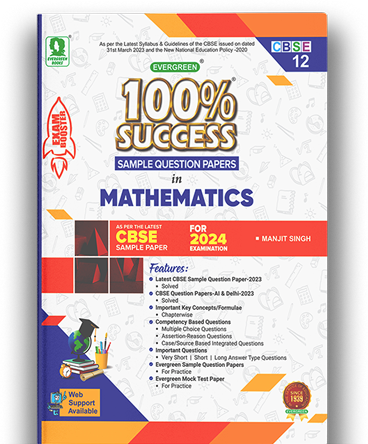 As per the Latest Syllabus & Guidelines of the CBSE issued on dated
31st March 2023 and the New National Education Policy -2020
EVERGREEN
BOOKS
CBSE
12
EVERGREEN®
100%
SUCCESS®
SAMPLE QUESTION PAPERS
in
MATHEMATICS
EXAM
BOOSTER
AS PER THE LATEST
CBSE
SAMPLE PAPER
FOR
2024
EXAMINATION
• MANJIT SINGH
Features:
Latest CBSE Sample Question Paper-2023
• Solved
CBSE Question Papers-AI & Delhi-2023
• Solved
Important Key Concepts/Formulae
• Chapterwise
Competency Based Questions
• Multiple Choice Questions
• Assertion-Reason Questions
• Case/Source Based Integrated Questions
Important Questions
• Very Short | Short | Long Answer Type Questions
Evergreen Sample Question Papers
• For Practice
Evergreen Mock Test Paper
• For Practice
Web
Support
Available
SINCE
1939